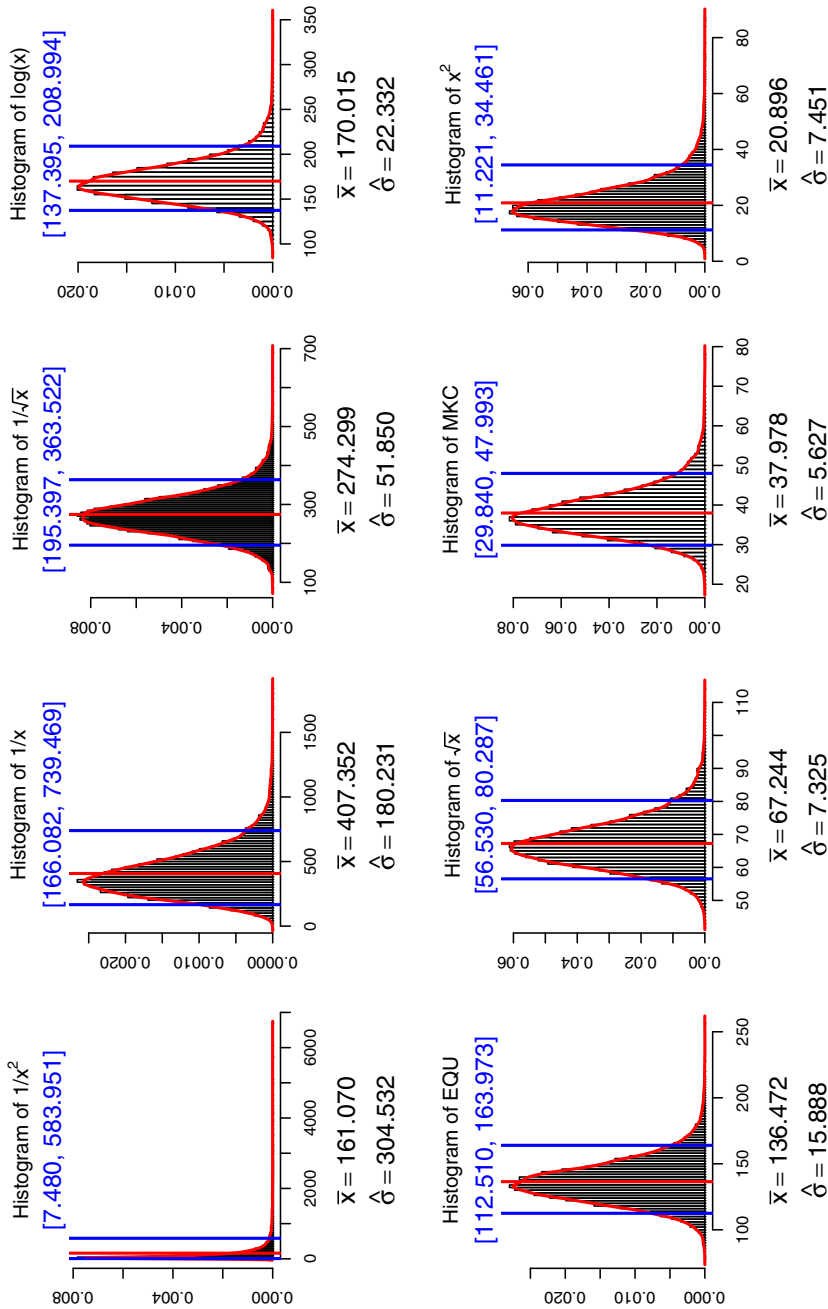 Histogram of 1/x²
[7.480, 583.951]
0.000 0.004 0.008
0 2000 4000 6000
x̅ = 161.070
σ̂ = 304.532
Histogram of 1/x
[166.082, 739.469]
0.0000 0.0010 0.0020
0 500 1000 1500
x̅ = 407.352
σ̂ = 180.231
Histogram of 1/√x
[195.397, 363.522]
0.000 0.004 0.008
100 300 500 700
x̅ = 274.299
σ̂ = 51.850
Histogram of log(x)
[137.395, 208.994]
0.000 0.010 0.020
100 150 200 250 300 350
x̅ = 170.015
σ̂ = 22.332
Histogram of EQU
[112.510, 163.973]
0.000 0.010 0.020
100 150 200 250
x̅ = 136.472
σ̂ = 15.888
Histogram of √x
[56.530, 80.287]
0.00 0.02 0.04 0.06
50 60 70 80 90 110
x̅ = 67.244
σ̂ = 7.325
Histogram of MKC
[29.840, 47.993]
0.00 0.02 0.04 0.06 0.08
20 30 40 50 60 70 80
x̅ = 37.978
σ̂ = 5.627
Histogram of x²
[11.221, 34.461]
0.00 0.02 0.04 0.06
0 20 40 60 80
x̅ = 20.896
σ̂ = 7.451